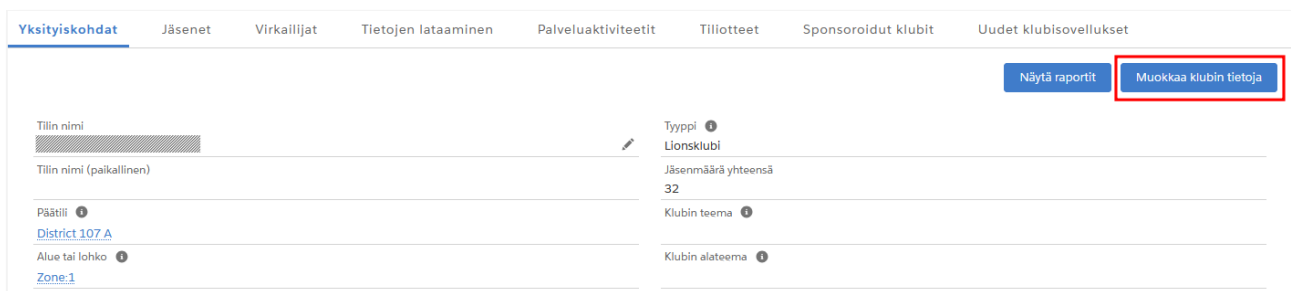 Yksityiskohdat Jäsenet Virkailijat Tietojen lataaminen Palveluaktiviteetit Tiliotteet Sponsoroidut klubit Uudet klubisovellukset
Näytä raportit Muokkaa klubin tietoja
Tilin nimi
Tyyppi
Lionsklubi
Tilin nimi (paikallinen)
Jäsenmäärä yhteensä
32
Päätili
District 107 A
Klubin teema
Alue tai lohko
Zone:1
Klubin alateema